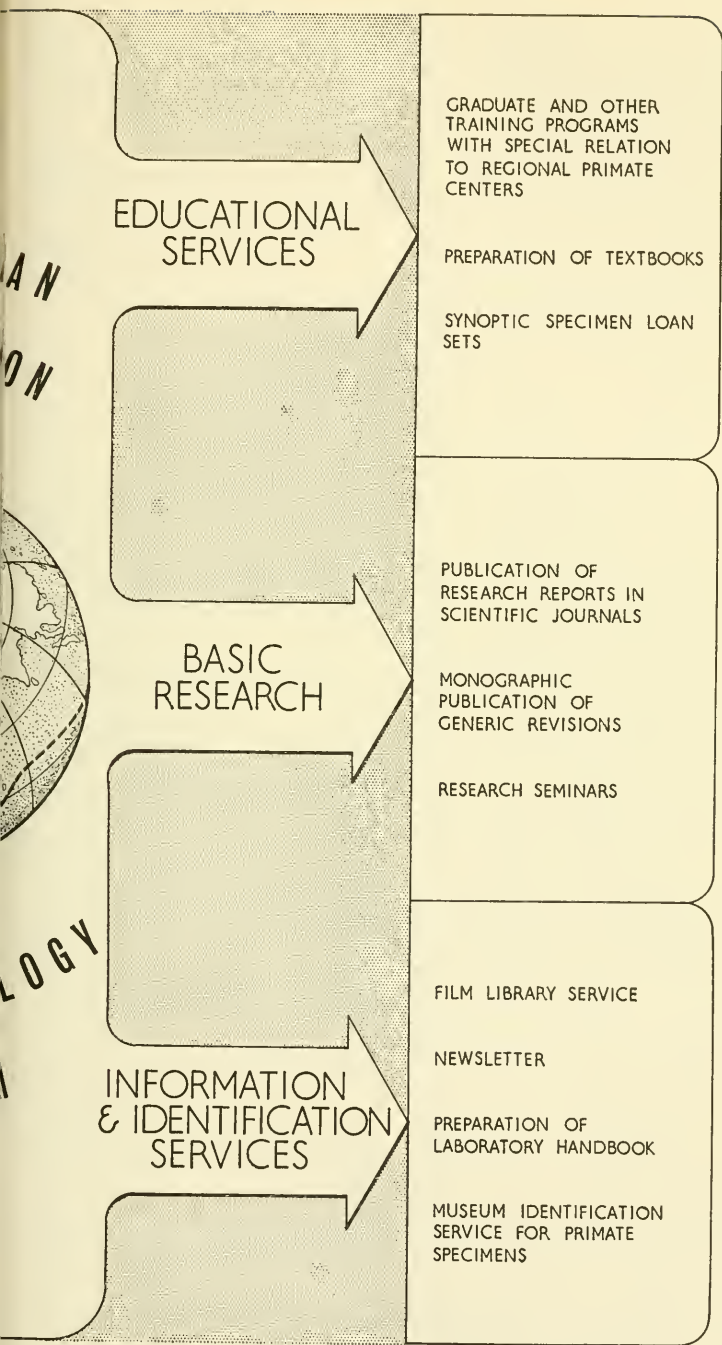 EDUCATIONAL
SERVICES
GRADUATE AND OTHER
TRAINING PROGRAMS
WITH SPECIAL RELATION
TO REGIONAL PRIMATE
CENTERS
PREPARATION OF TEXTBOOKS
SYNOPTIC SPECIMEN LOAN
SETS
BASIC
RESEARCH
PUBLICATION OF
RESEARCH REPORTS IN
SCIENTIFIC JOURNALS
MONOGRAPHIC
PUBLICATION OF
GENERIC REVISIONS
RESEARCH SEMINARS
LOGY
INFORMATION
& IDENTIFICATION
SERVICES
FILM LIBRARY SERVICE
NEWSLETTER
PREPARATION OF
LABORATORY HANDBOOK
MUSEUM IDENTIFICATION
SERVICE FOR PRIMATE
SPECIMENS